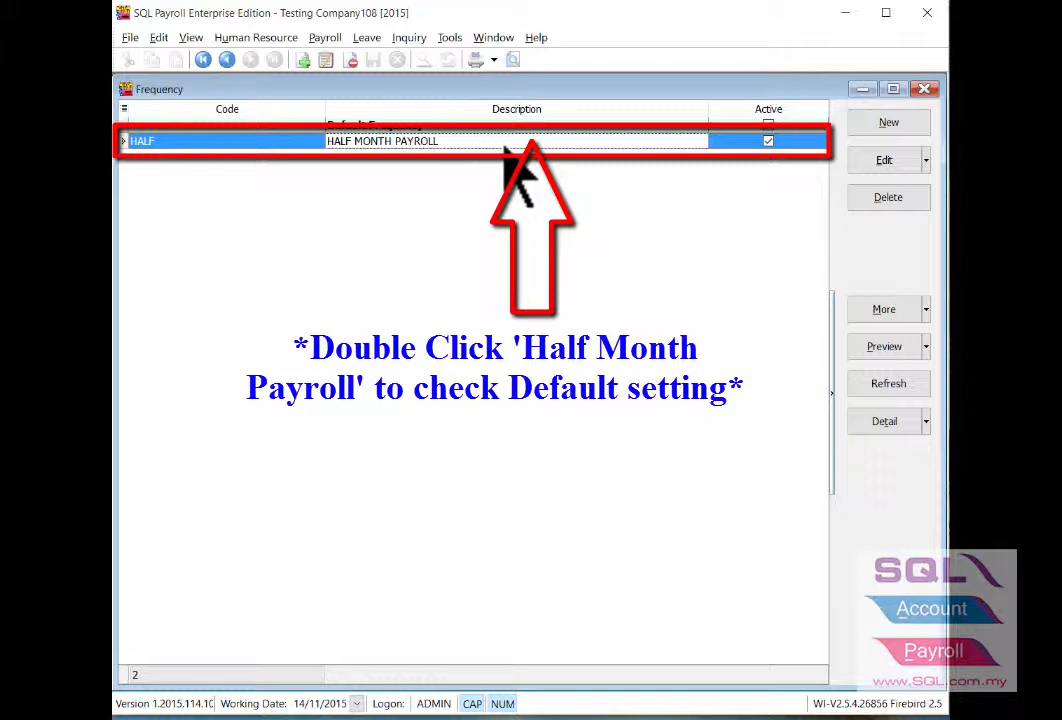 SQL Payroll Enterprise Edition - Testing Company108 [2015]
File Edit View Human Resource Payroll Leave Inquiry Tools Window Help
Frequency
Code Description Active
Default Frequency
HALF HALF MONTH PAYROLL
New
Edit
Delete
More
Preview
Refresh
Detail
*Double Click 'Half Month
Payroll' to check Default setting*
SQL
Account
Payroll
www.SQL.com.my
2
Version 1.2015.114.10 Working Date: 14/11/2015 Logon: ADMIN CAP NUM WI-V2.5.4.26856 Firebird 2.5